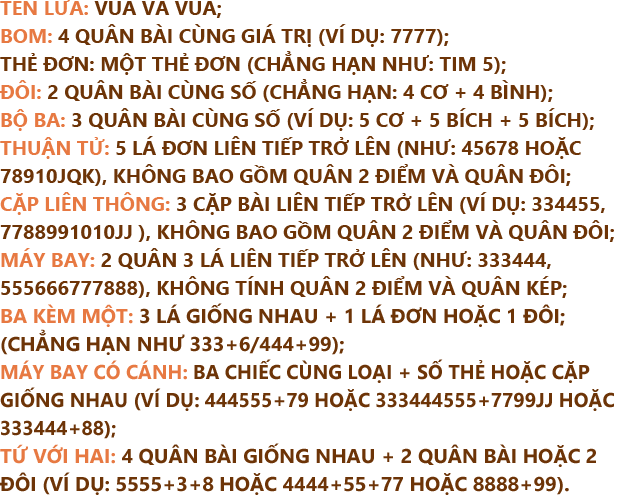 TÊN LỬA: VUA VÀ VUA;
BOM: 4 QUÂN BÀI CÙNG GIÁ TRỊ (VÍ DỤ: 7777);
THẺ ĐƠN: MỘT THẺ ĐƠN (CHẲNG HẠN NHƯ: TIM 5);
ĐÔI: 2 QUÂN BÀI CÙNG SỐ (CHẲNG HẠN: 4 CƠ + 4 BÌNH);
BỘ BA: 3 QUÂN BÀI CÙNG SỐ (VÍ DỤ: 5 CƠ + 5 BÍCH + 5 BÍCH);
THUẬN TỬ: 5 LÁ ĐƠN LIÊN TIẾP TRỞ LÊN (NHƯ: 45678 HOẶC
78910JQK), KHÔNG BAO GỒM QUÂN 2 ĐIỂM VÀ QUÂN ĐÔI;
CẶP LIÊN THÔNG: 3 CẶP BÀI LIÊN TIẾP TRỞ LÊN (VÍ DỤ: 334455,
7788991010JJ ), KHÔNG BAO GỒM QUÂN 2 ĐIỂM VÀ QUÂN ĐÔI;
MÁY BAY: 2 QUÂN 3 LÁ LIÊN TIẾP TRỞ LÊN (NHƯ: 333444,
555666777888), KHÔNG TÍNH QUÂN 2 ĐIỂM VÀ QUÂN KÉP;
BA KÈM MỘT: 3 LÁ GIỐNG NHAU + 1 LÁ ĐƠN HOẶC 1 ĐÔI;
(CHẲNG HẠN NHƯ 333+6/444+99);
MÁY BAY CÓ CÁNH: BA CHIẾC CÙNG LOẠI + SỐ THẺ HOẶC CẶP
GIỐNG NHAU (VÍ DỤ: 444555+79 HOẶC 333444555+7799JJ HOẶC
333444+88);
TỨ VỚI HAI: 4 QUÂN BÀI GIỐNG NHAU + 2 QUÂN BÀI HOẶC 2
ĐÔI (VÍ DỤ: 5555+3+8 HOẶC 4444+55+77 HOẶC 8888+99).